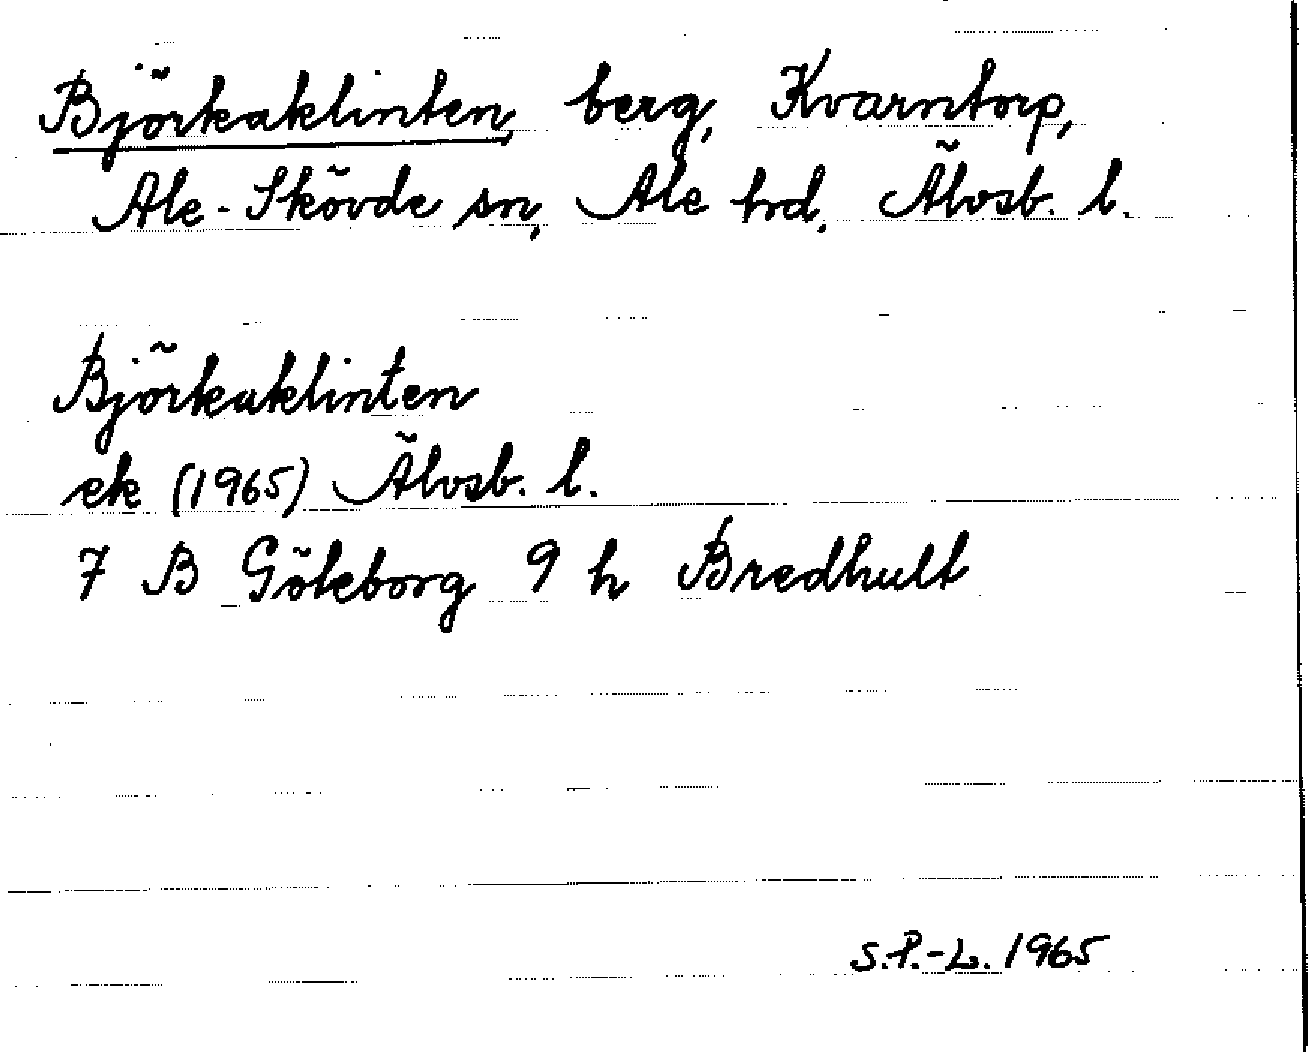 Björkaklinten, berg, Kvarntorp,
Ale-Skövde sn, Ale hd, Älvsb. l.
Björkaklinten
ek (1965) Älvsb. l.
7 B Göteborg 9 h Bredhult
S.P.-L. 1965